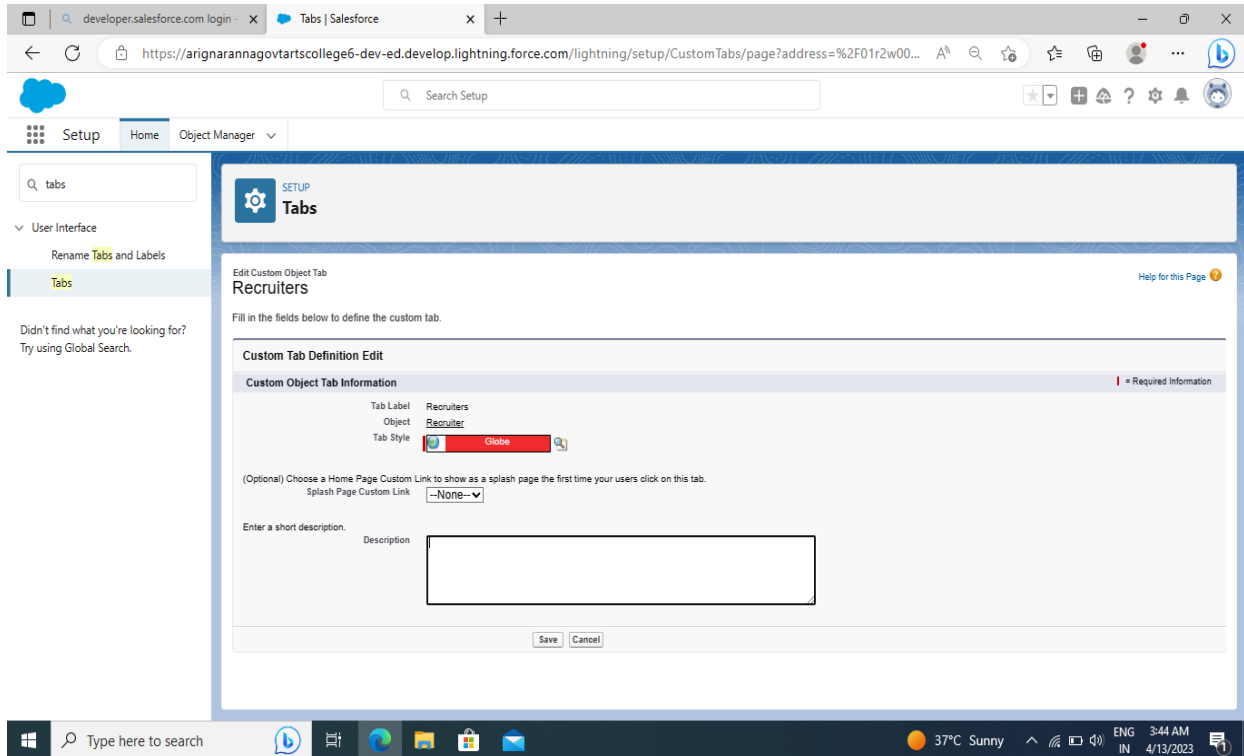 developer.salesforce.com login -
Tabs | Salesforce
https://arignarannagovtartscollege6-dev-ed.develop.lightning.force.com/lightning/setup/CustomTabs/page?address=%2F01r2w00...
Search Setup
Setup
Home
Object Manager
tabs
User Interface
Rename Tabs and Labels
Tabs
Didn't find what you're looking for?
Try using Global Search.
SETUP
Tabs
Edit Custom Object Tab
Recruiters
Help for this Page
Fill in the fields below to define the custom tab.
Custom Tab Definition Edit
Custom Object Tab Information
= Required Information
Tab Label Recruiters
Object Recruiter
Tab Style Globe
(Optional) Choose a Home Page Custom Link to show as a splash page the first time your users click on this tab.
Splash Page Custom Link --None--
Enter a short description.
Description
Save Cancel
Type here to search
37°C Sunny
ENG
IN
3:44 AM
4/13/2023
1